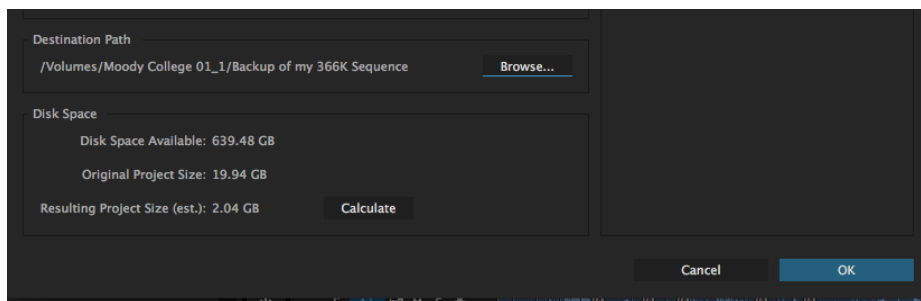 Destination Path
/Volumes/Moody College 01_1/Backup of my 366K Sequence Browse...
Disk Space
Disk Space Available: 639.48 GB
Original Project Size: 19.94 GB
Resulting Project Size (est.): 2.04 GB Calculate
Cancel OK